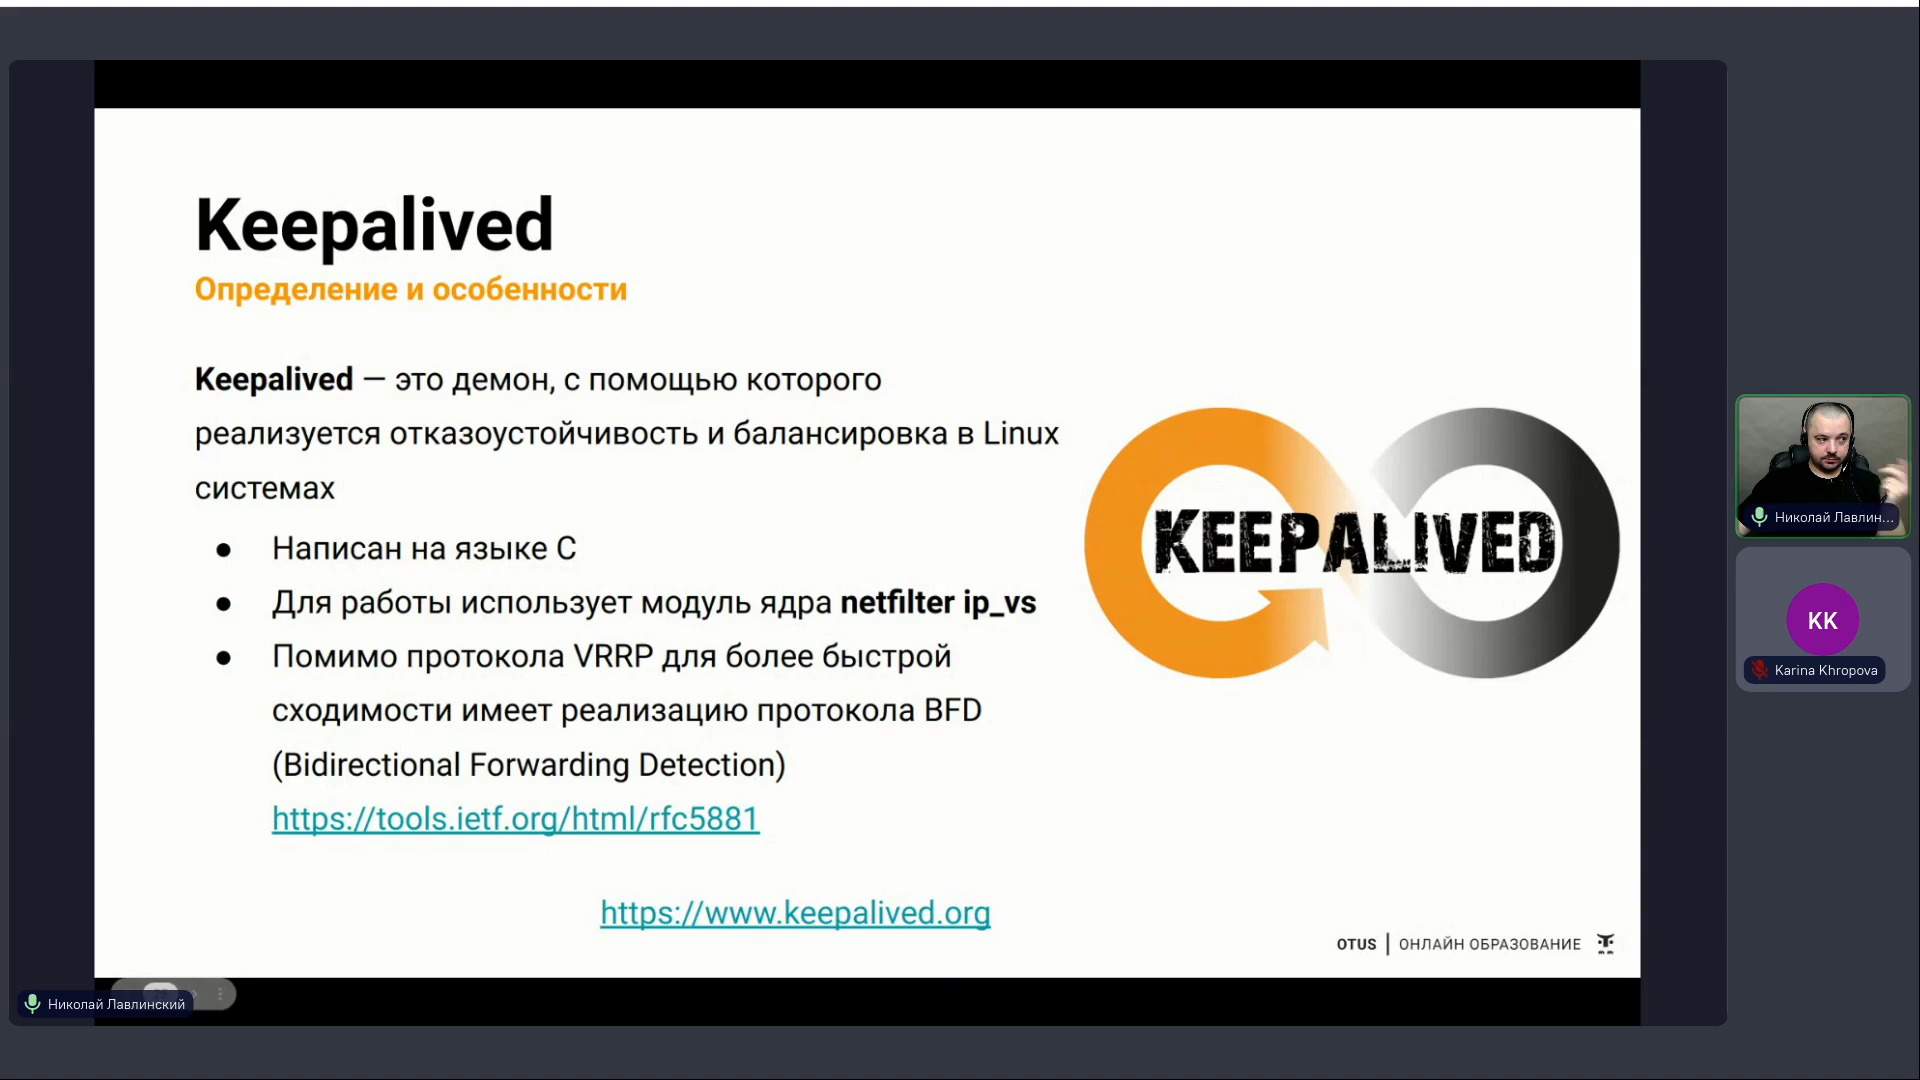 Keepalived
Определение и особенности
Keepalived — это демон, с помощью которого
реализуется отказоустойчивость и балансировка в Linux
системах
● Написан на языке C
● Для работы использует модуль ядра netfilter ip_vs
● Помимо протокола VRRP для более быстрой
сходимости имеет реализацию протокола BFD
(Bidirectional Forwarding Detection)
https://tools.ietf.org/html/rfc5881
https://www.keepalived.org
KEEPALIVED
OTUS | ОНЛАЙН ОБРАЗОВАНИЕ
Николай Лавлинский
Николай Лавлин...
KK
Karina Khropova